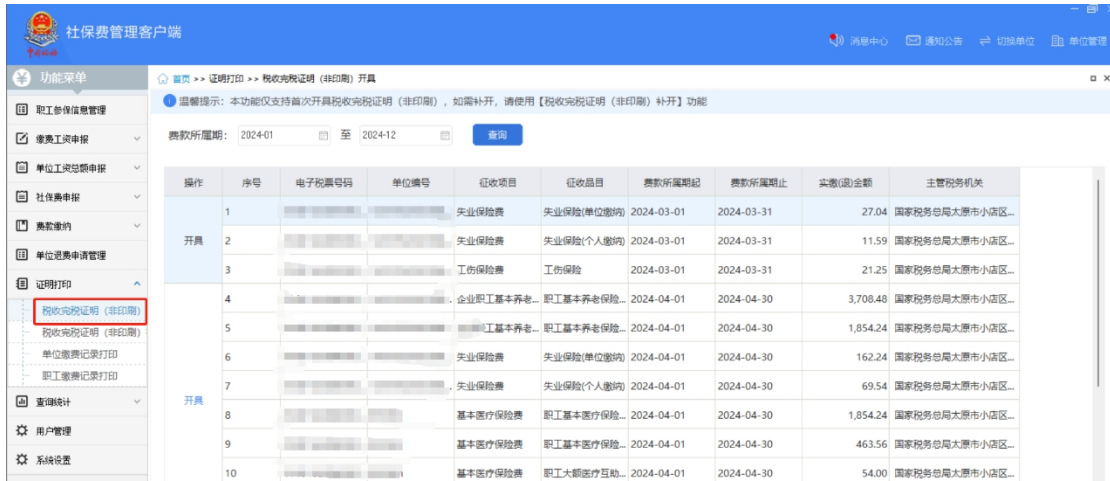 社保费管理客户端
消息中心 通知公告 切换单位 单位管理
功能菜单
首页 >> 证明打印 >> 税收完税证明（非印刷）开具
温馨提示：本功能仅支持首次开具税收完税证明（非印刷），如需补开，请使用【税收完税证明（非印刷）补开】功能
职工参保信息管理
缴费工资申报
单位工资总额申报
社保费申报
费款缴纳
单位退费申请管理
证明打印
税收完税证明（非印刷）
税收完税证明（非印刷）
单位缴费记录打印
职工缴费记录打印
查询统计
用户管理
系统设置
费款所属期： 2024-01 至 2024-12 查询
操作 序号 电子税票号码 单位编号 征收项目 征收品目 费款所属期起 费款所属期止 实缴(退)金额 主管税务机关
1 失业保险费 失业保险(单位缴纳) 2024-03-01 2024-03-31 27.04 国家税务总局太原市小店区...
开具 2 失业保险费 失业保险(个人缴纳) 2024-03-01 2024-03-31 11.59 国家税务总局太原市小店区...
3 工伤保险费 工伤保险 2024-03-01 2024-03-31 21.25 国家税务总局太原市小店区...
4 企业职工基本养老... 职工基本养老保险... 2024-04-01 2024-04-30 3,708.48 国家税务总局太原市小店区...
5 工基本养老... 职工基本养老保险... 2024-04-01 2024-04-30 1,854.24 国家税务总局太原市小店区...
6 失业保险费 失业保险(单位缴纳) 2024-04-01 2024-04-30 162.24 国家税务总局太原市小店区...
7 失业保险费 失业保险(个人缴纳) 2024-04-01 2024-04-30 69.54 国家税务总局太原市小店区...
开具
8 基本医疗保险费 职工基本医疗保险... 2024-04-01 2024-04-30 1,854.24 国家税务总局太原市小店区...
9 基本医疗保险费 职工基本医疗保险... 2024-04-01 2024-04-30 463.56 国家税务总局太原市小店区...
10 基本医疗保险费 职工大额医疗互助... 2024-04-01 2024-04-30 54.00 国家税务总局太原市小店区...